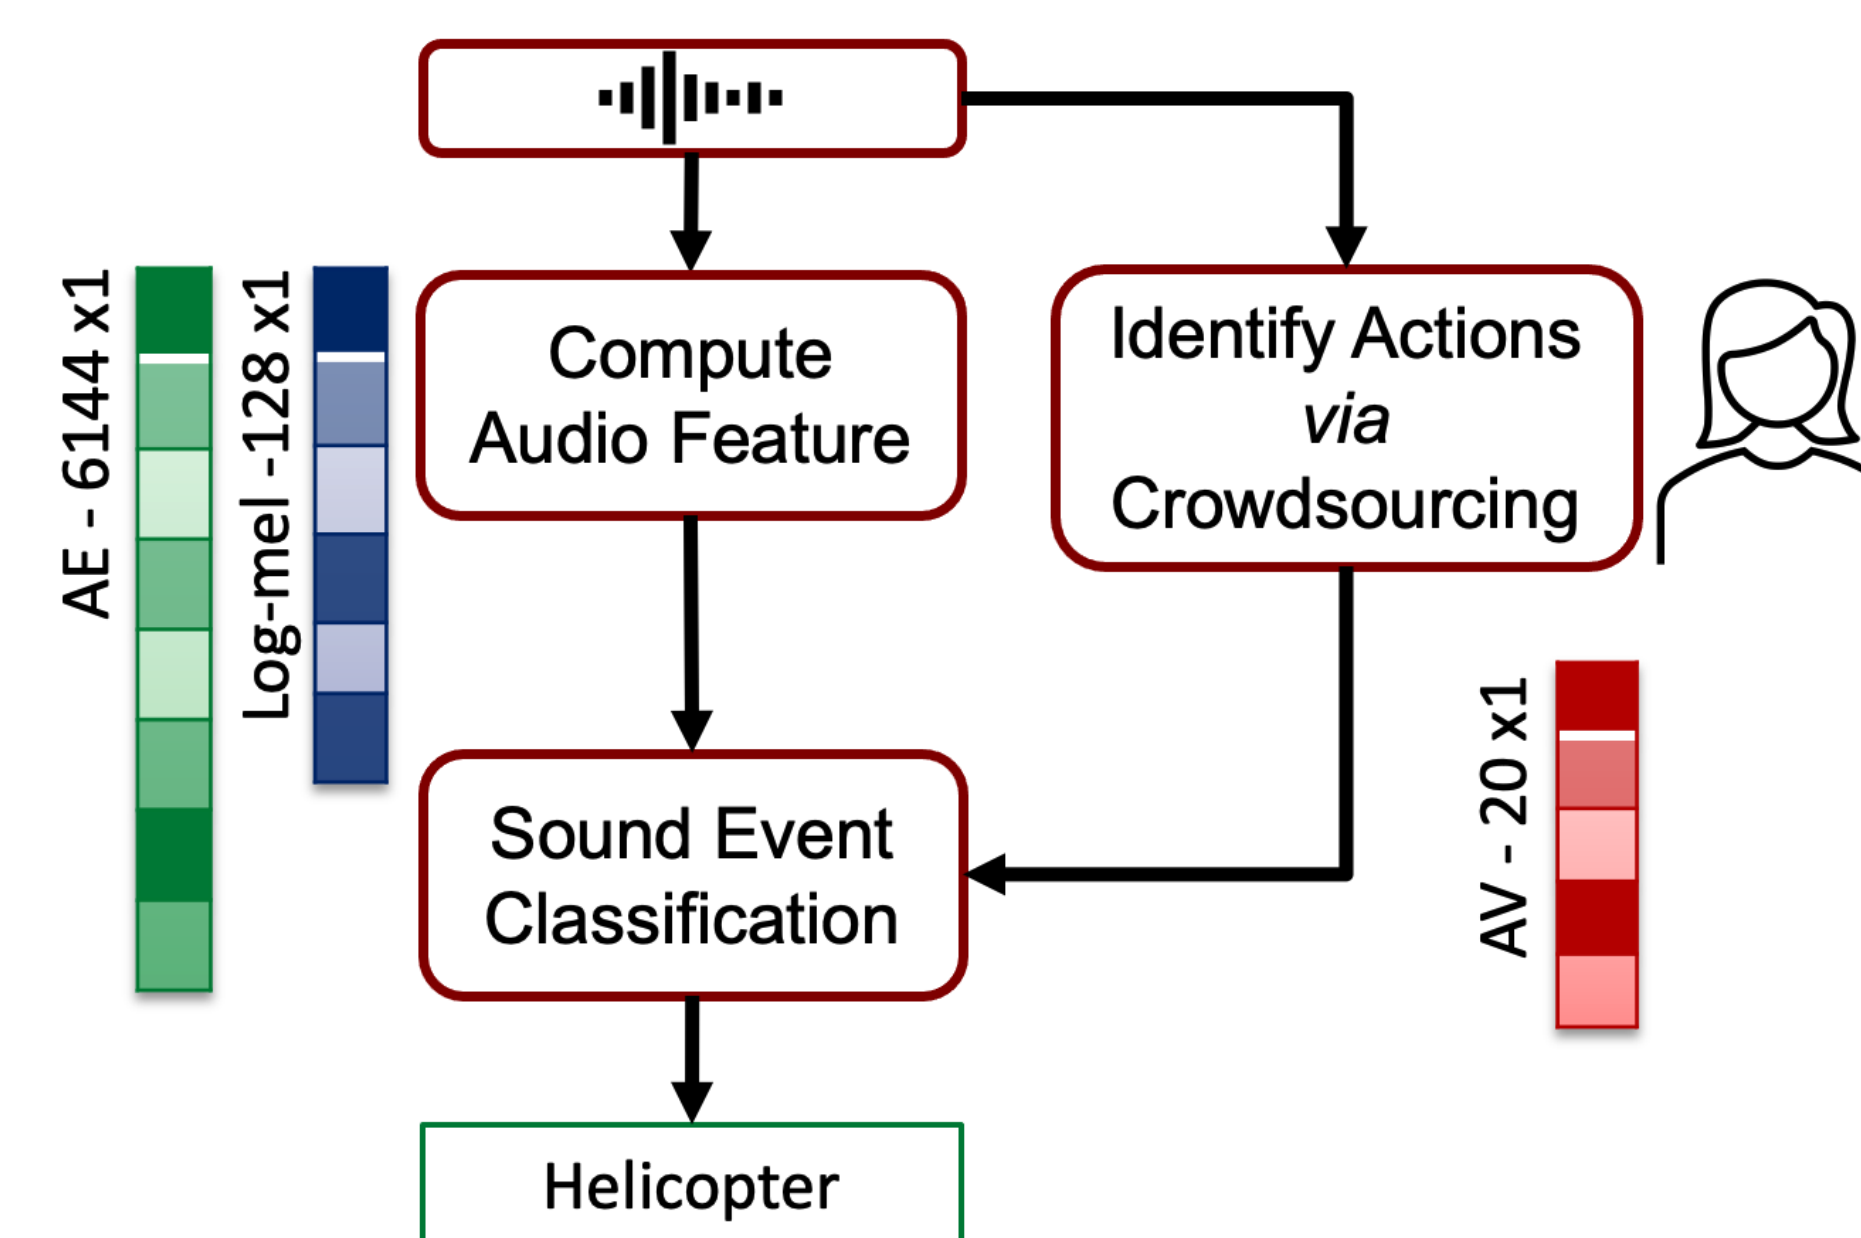 AE - 6144 x1
Log-mel -128 x1
Compute
Audio Feature
Identify Actions
via
Crowdsourcing
Sound Event
Classification
AV - 20 x1
Helicopter